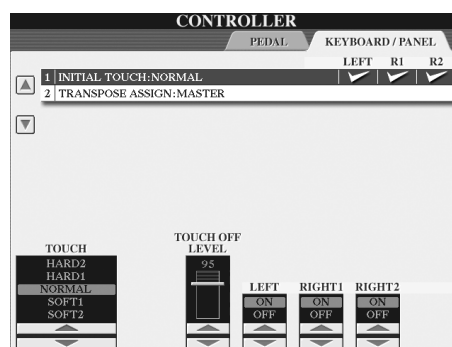 CONTROLLER
PEDAL KEYBOARD / PANEL
LEFT R1 R2
1 INITIAL TOUCH:NORMAL
2 TRANSPOSE ASSIGN:MASTER
TOUCH
HARD2
HARD1
NORMAL
SOFT1
SOFT2
TOUCH OFF
LEVEL
95
LEFT RIGHT1 RIGHT2
ON ON ON
OFF OFF OFF